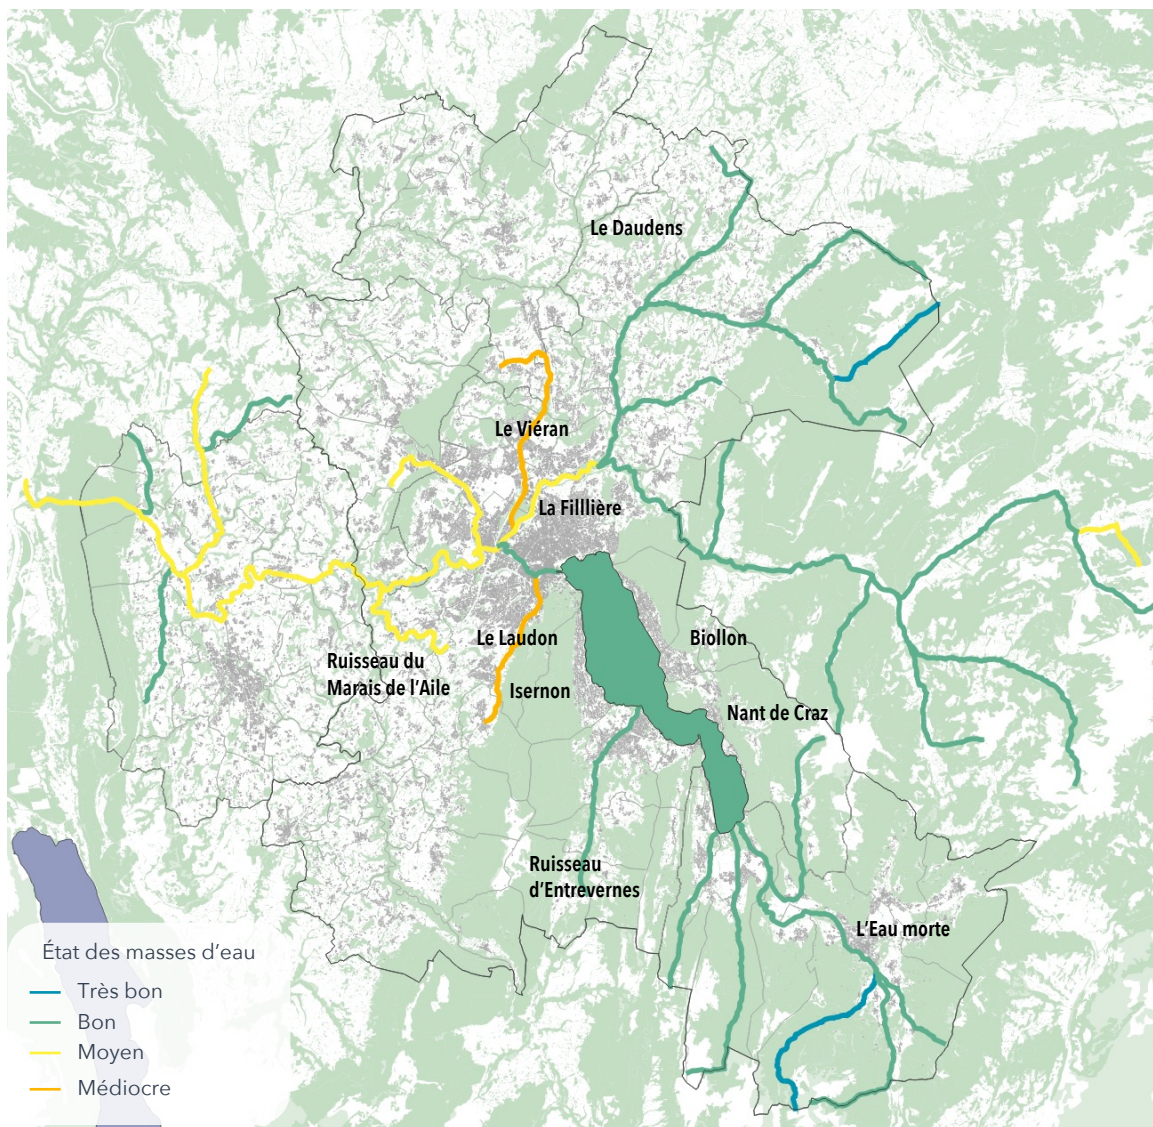 Le Daudens
Le Viéran
La Filllière
Le Laudon
Biollon
Ruisseau du
Marais de l'Aile
Isernon
Nant de Craz
Ruisseau
d'Entrevernes
L'Eau morte
État des masses d'eau
Très bon
Bon
Moyen
Médiocre